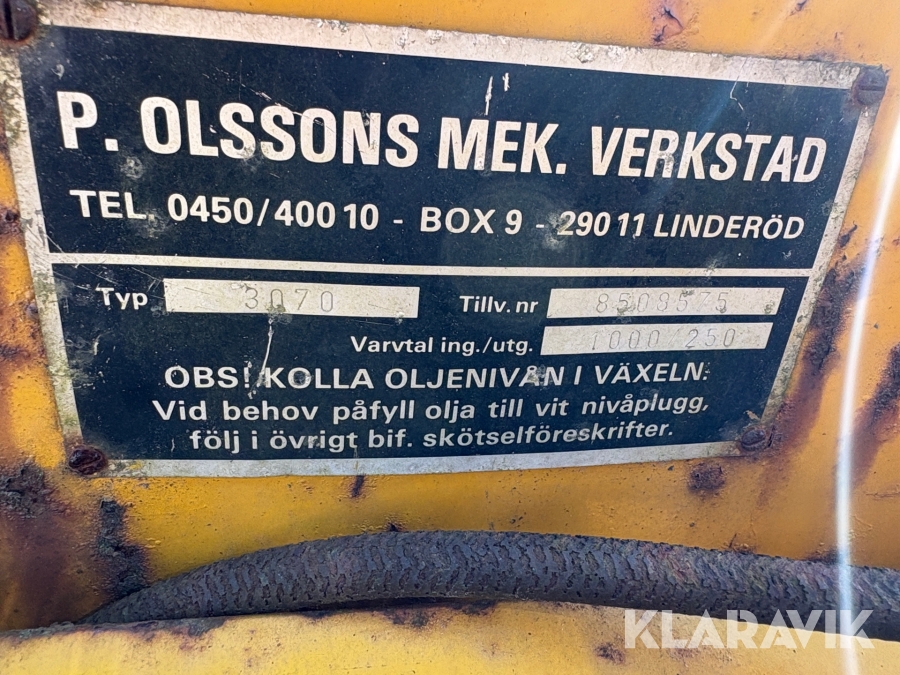 P. OLSSONS MEK. VERKSTAD
TEL. 0450/400 10 - BOX 9 - 290 11 LINDERÖD
Typ 3070 Tillv. nr 8508575
Varvtal ing./utg. 1000/250
OBS! KOLLA OLJENIVÅN I VÄXELN.
Vid behov påfyll olja till vit nivåplugg,
följ i övrigt bif. skötselföreskrifter.
KLARAVIK